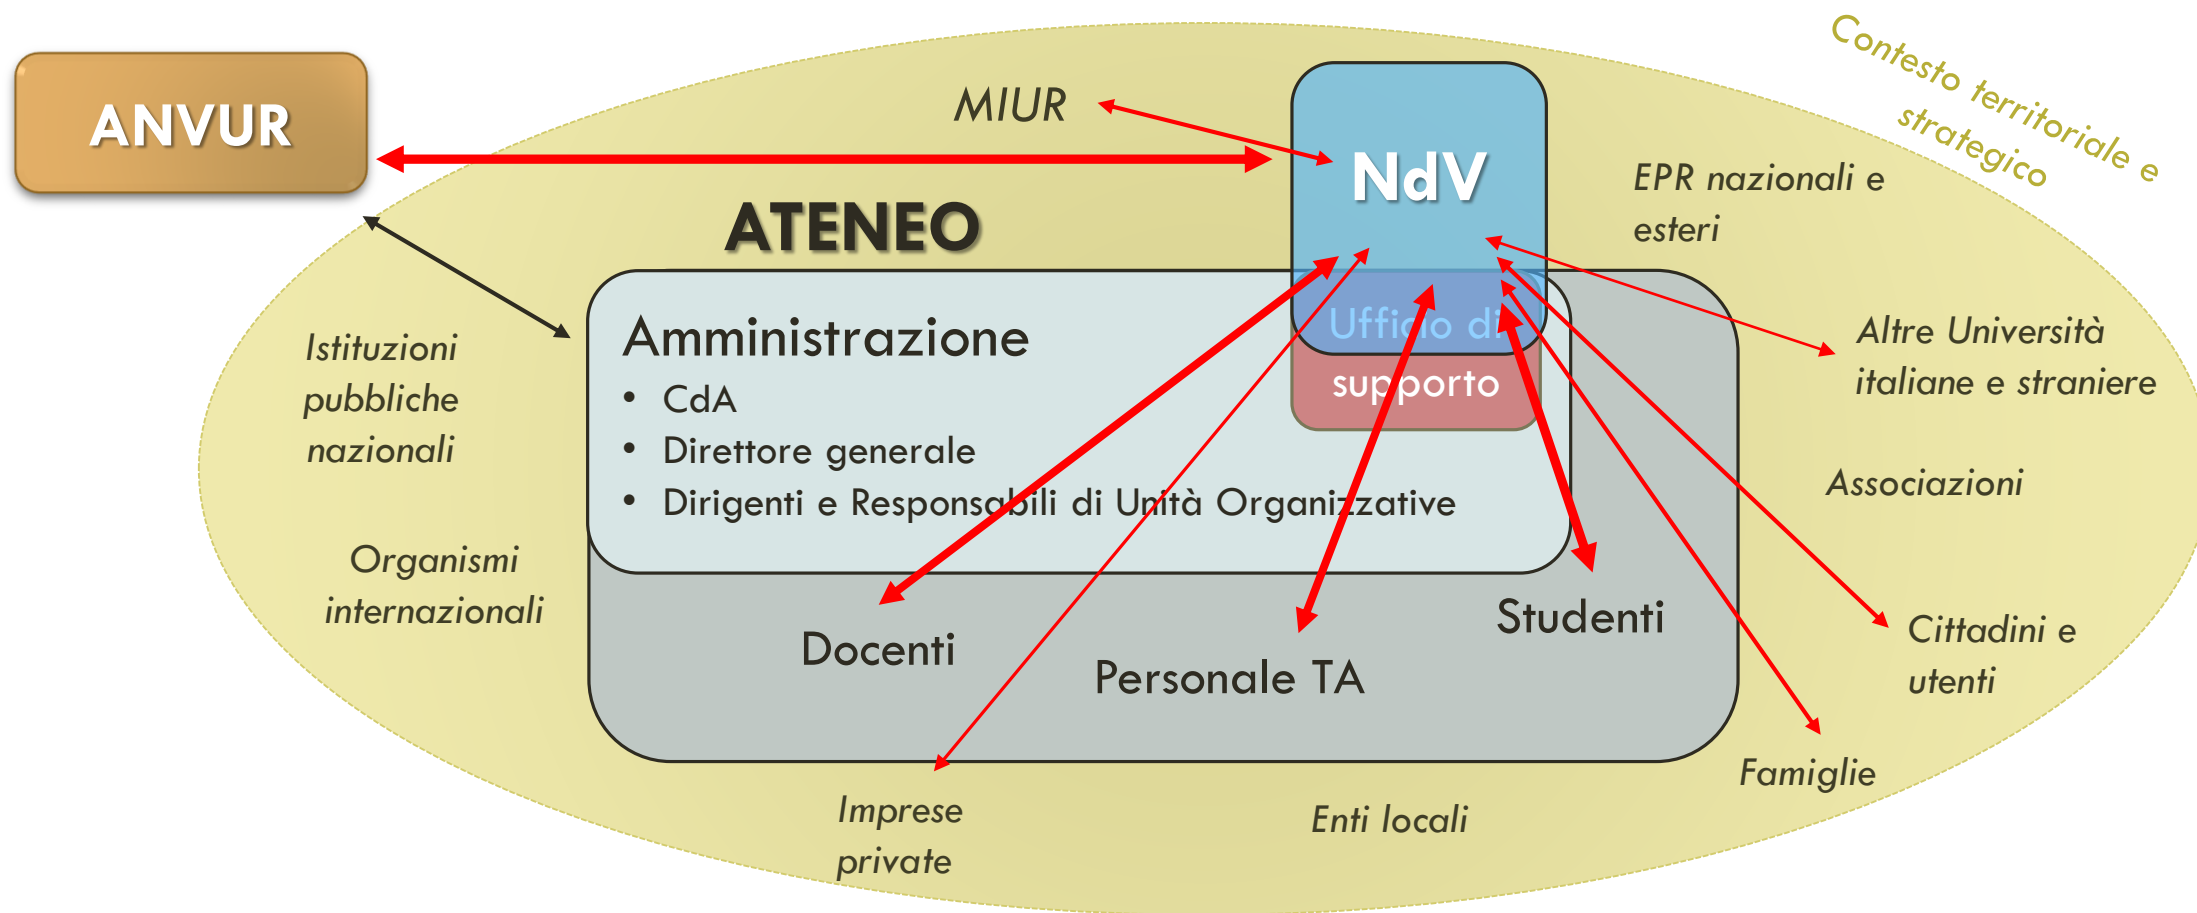 Contesto territoriale e
strategico
ANVUR
MIUR
NdV
EPR nazionali e
esteri
ATENEO
Amministrazione
• CdA
• Direttore generale
• Dirigenti e Responsabili di Unità Organizzative
Ufficio di
supporto
Istituzioni
pubbliche
nazionali
Altre Università
italiane e straniere
Associazioni
Organismi
internazionali
Docenti
Personale TA
Studenti
Cittadini e
utenti
Famiglie
Imprese
private
Enti locali